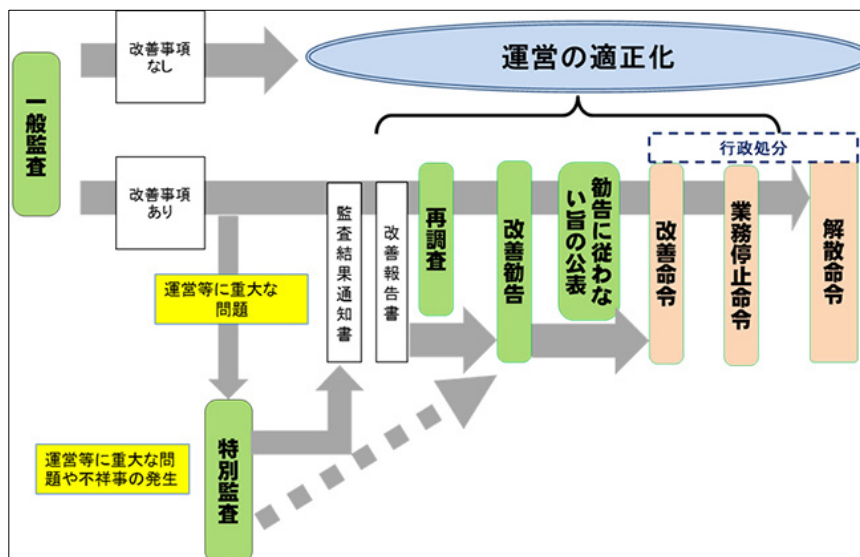 改善事項
なし
運営の適正化
一般監査
行政処分
改善事項
あり
監査結果通知書
改善報告書
再調査
改善勧告
勧告に従わな
い旨の公表
改善命令
業務停止命令
解散命令
運営等に重大な
問題
特別監査
運営等に重大な問
題や不祥事の発生